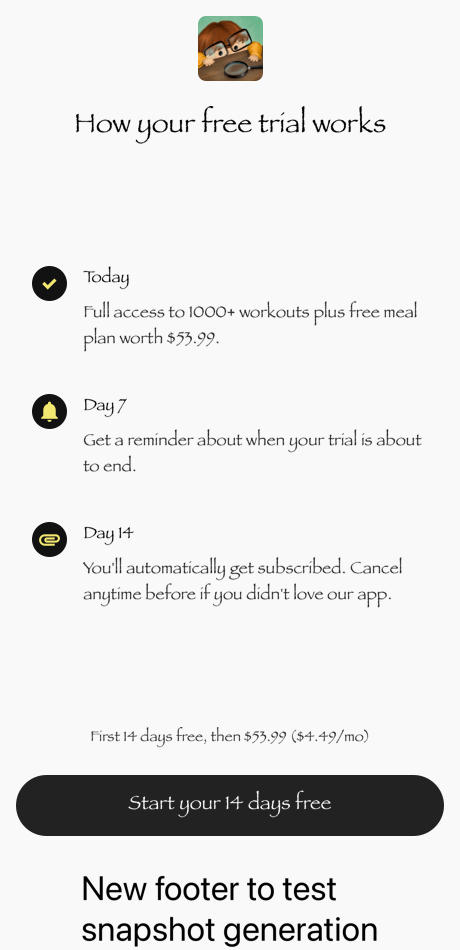 How your free trial works
Today
Full access to 1000+ workouts plus free meal
plan worth $53.99.
Day 7
Get a reminder about when your trial is about
to end.
Day 14
You'll automatically get subscribed. Cancel
anytime before if you didn't love our app.
First 14 days free, then $53.99 ($4.49/mo)
Start your 14 days free
New footer to test
snapshot generation